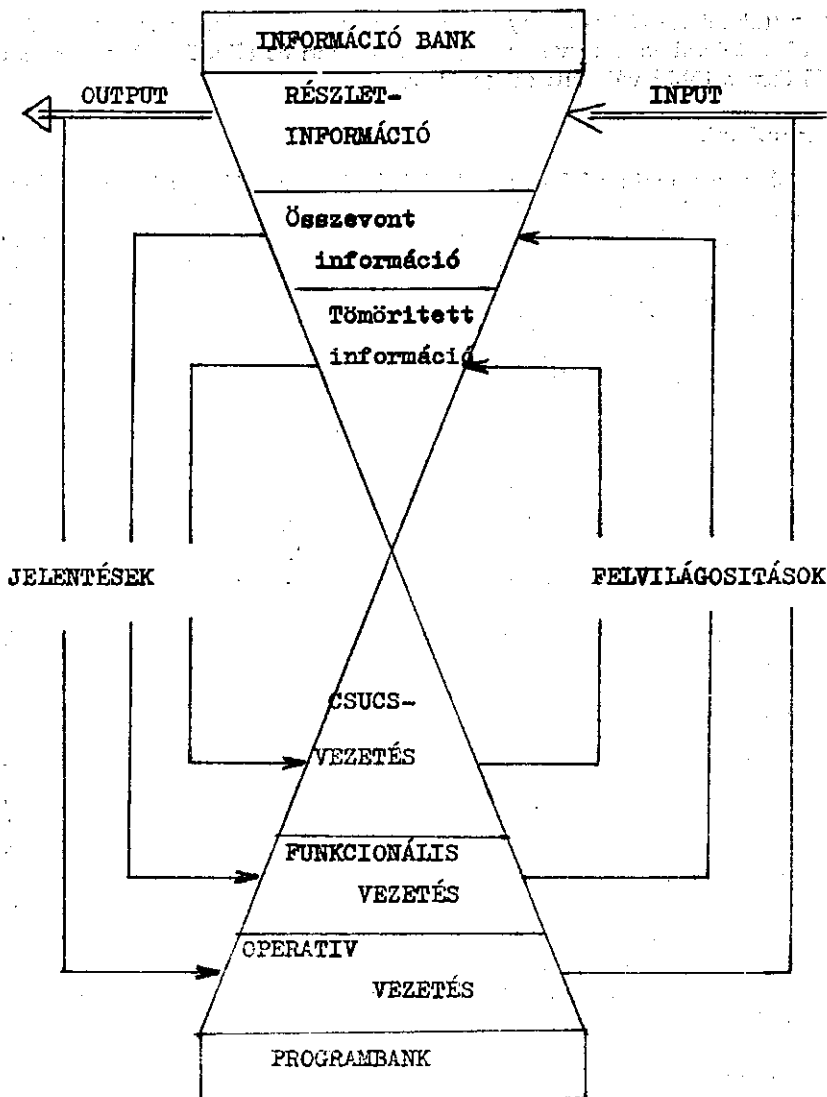 INFORMÁCIÓ BANK
OUTPUT
RÉSZLET-
INFORMÁCIÓ
INPUT
Összevont
információ
Tömöritett
információ
JELENTÉSEK
FELVILÁGOSITÁSOK
CSUCS-
VEZETÉS
FUNKCIONÁLIS
VEZETÉS
OPERATIV
VEZETÉS
PROGRAMBANK